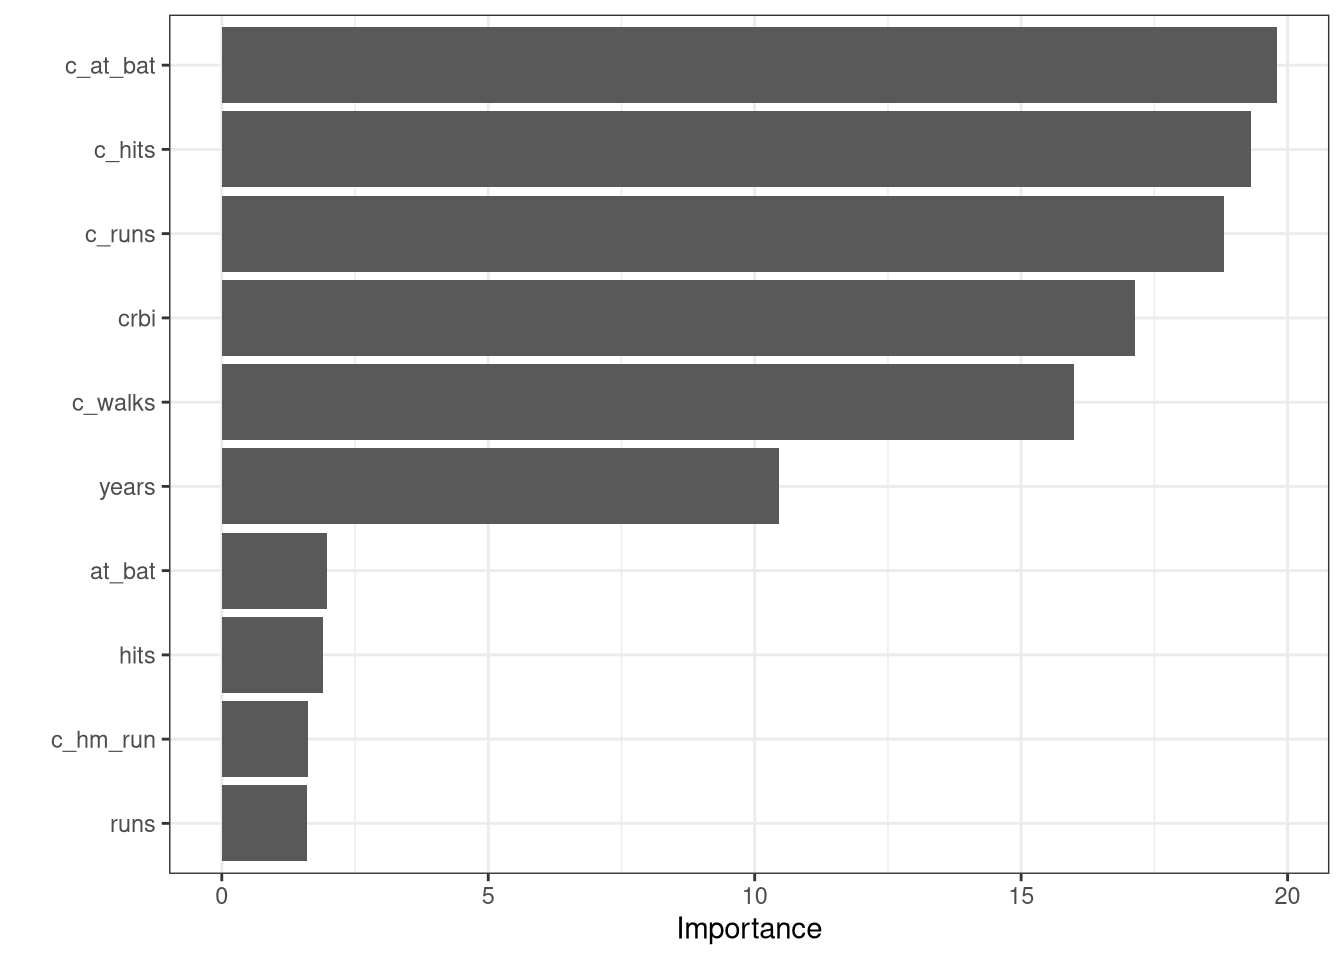 c_at_bat
c_hits
c_runs
crbi
c_walks
years
at_bat
hits
c_hm_run
runs
0 5 10 15 20
Importance